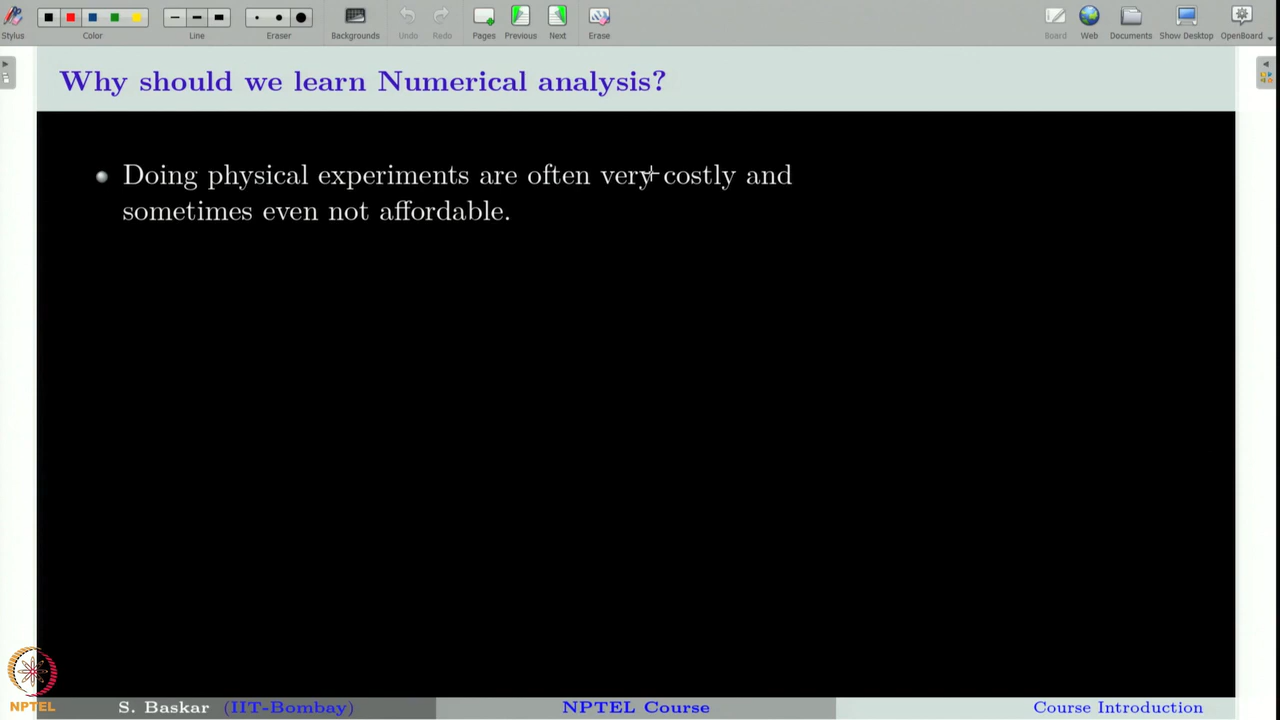 Stylus
Color
Line
Eraser
Backgrounds
Undo
Redo
Pages
Previous
Next
Erase
Board
Web
Documents
Show Desktop
OpenBoard
Why should we learn Numerical analysis?
Doing physical experiments are often very costly and
sometimes even not affordable.
NPTEL
S. Baskar (IIT-Bombay)
NPTEL Course
Course Introduction